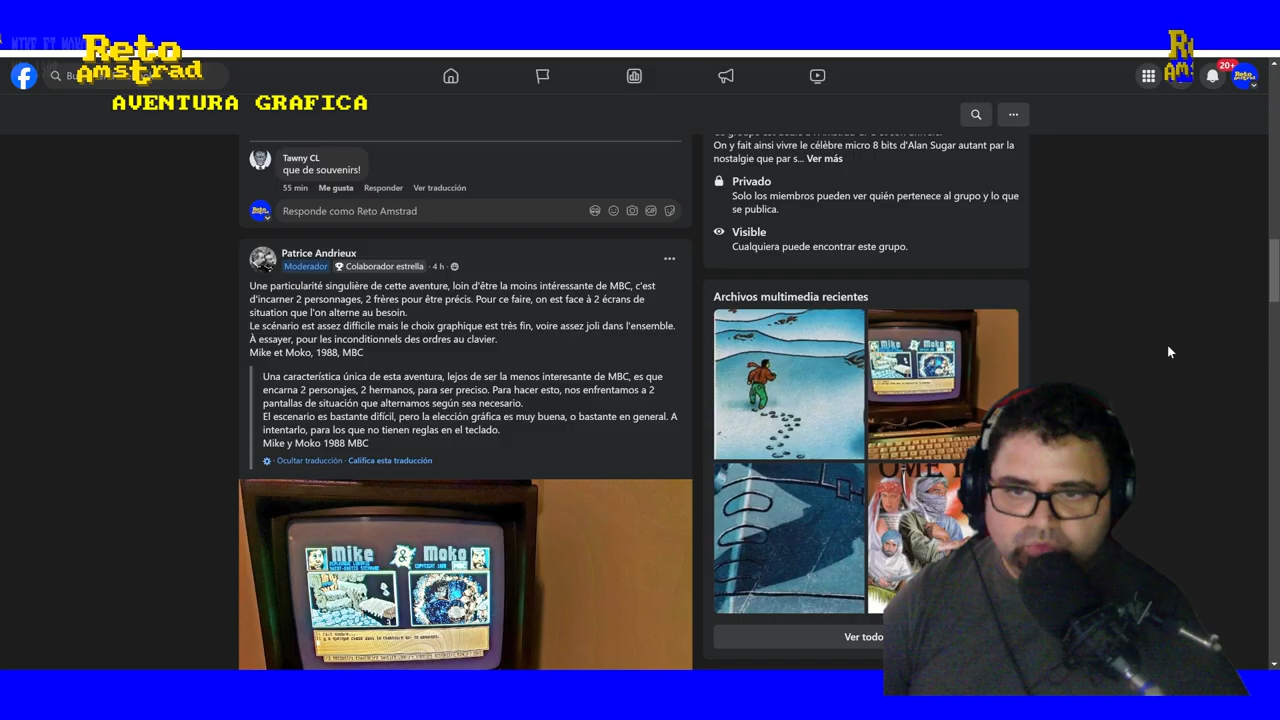 Reto
Amstrad
AVENTURA GRAFICA
20+
On y fait ainsi vivre le célèbre micro 8 bits d'Alan Sugar autant par la
nostalgie que par s... Ver más
Privado
Solo los miembros pueden ver quién pertenece al grupo y lo que
se publica.
Visible
Cualquiera puede encontrar este grupo.
Tawny CL
que de souvenirs!
55 min Me gusta Responder Ver traducción
Responde como Reto Amstrad
Patrice Andrieux
Moderador Colaborador estrella · 4 h ·
Une particularité singulière de cette aventure, loin d'être la moins intéressante de MBC, c'est
d'incarner 2 personnages, 2 frères pour être précis. Pour ce faire, on est face à 2 écrans de
situation que l'on alterne au besoin.
Le scénario est assez difficile mais le choix graphique est très fin, voire assez joli dans l'ensemble.
À essayer, pour les inconditionnels des ordres au clavier.
Mike et Moko, 1988, MBC
Una característica única de esta aventura, lejos de ser la menos interesante de MBC, es que
encarna 2 personajes, 2 hermanos, para ser preciso. Para hacer esto, nos enfrentamos a 2
pantallas de situación que alternamos según sea necesario.
El escenario es bastante difícil, pero la elección gráfica es muy buena, o bastante en general. A
intentarlo, para los que no tienen reglas en el teclado.
Mike y Moko 1988 MBC
Ocultar traducción · Califica esta traducción
Mike & Moko
Archivos multimedia recientes
Mike Moko
Ver todo